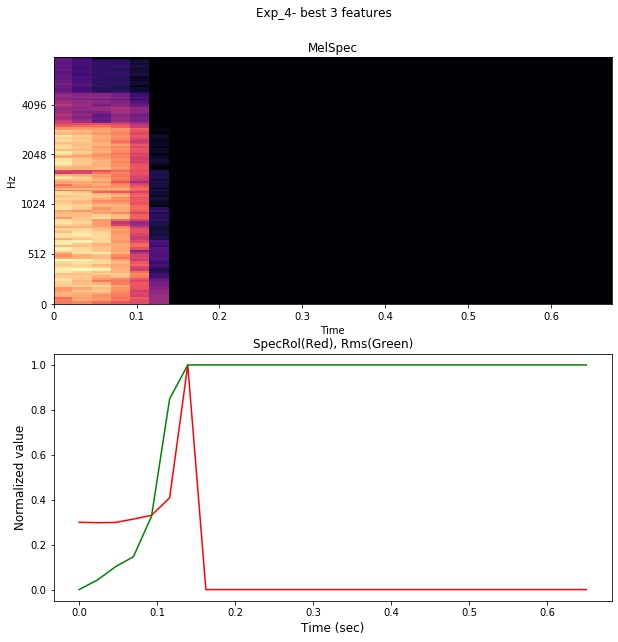 Exp_4- best 3 features
MelSpec
Hz
4096
2048
1024
512
0
0 0.1 0.2 0.3 0.4 0.5 0.6
Time
SpecRol(Red), Rms(Green)
Normalized value
1.0
0.8
0.6
0.4
0.2
0.0
0.0 0.1 0.2 0.3 0.4 0.5 0.6
Time (sec)